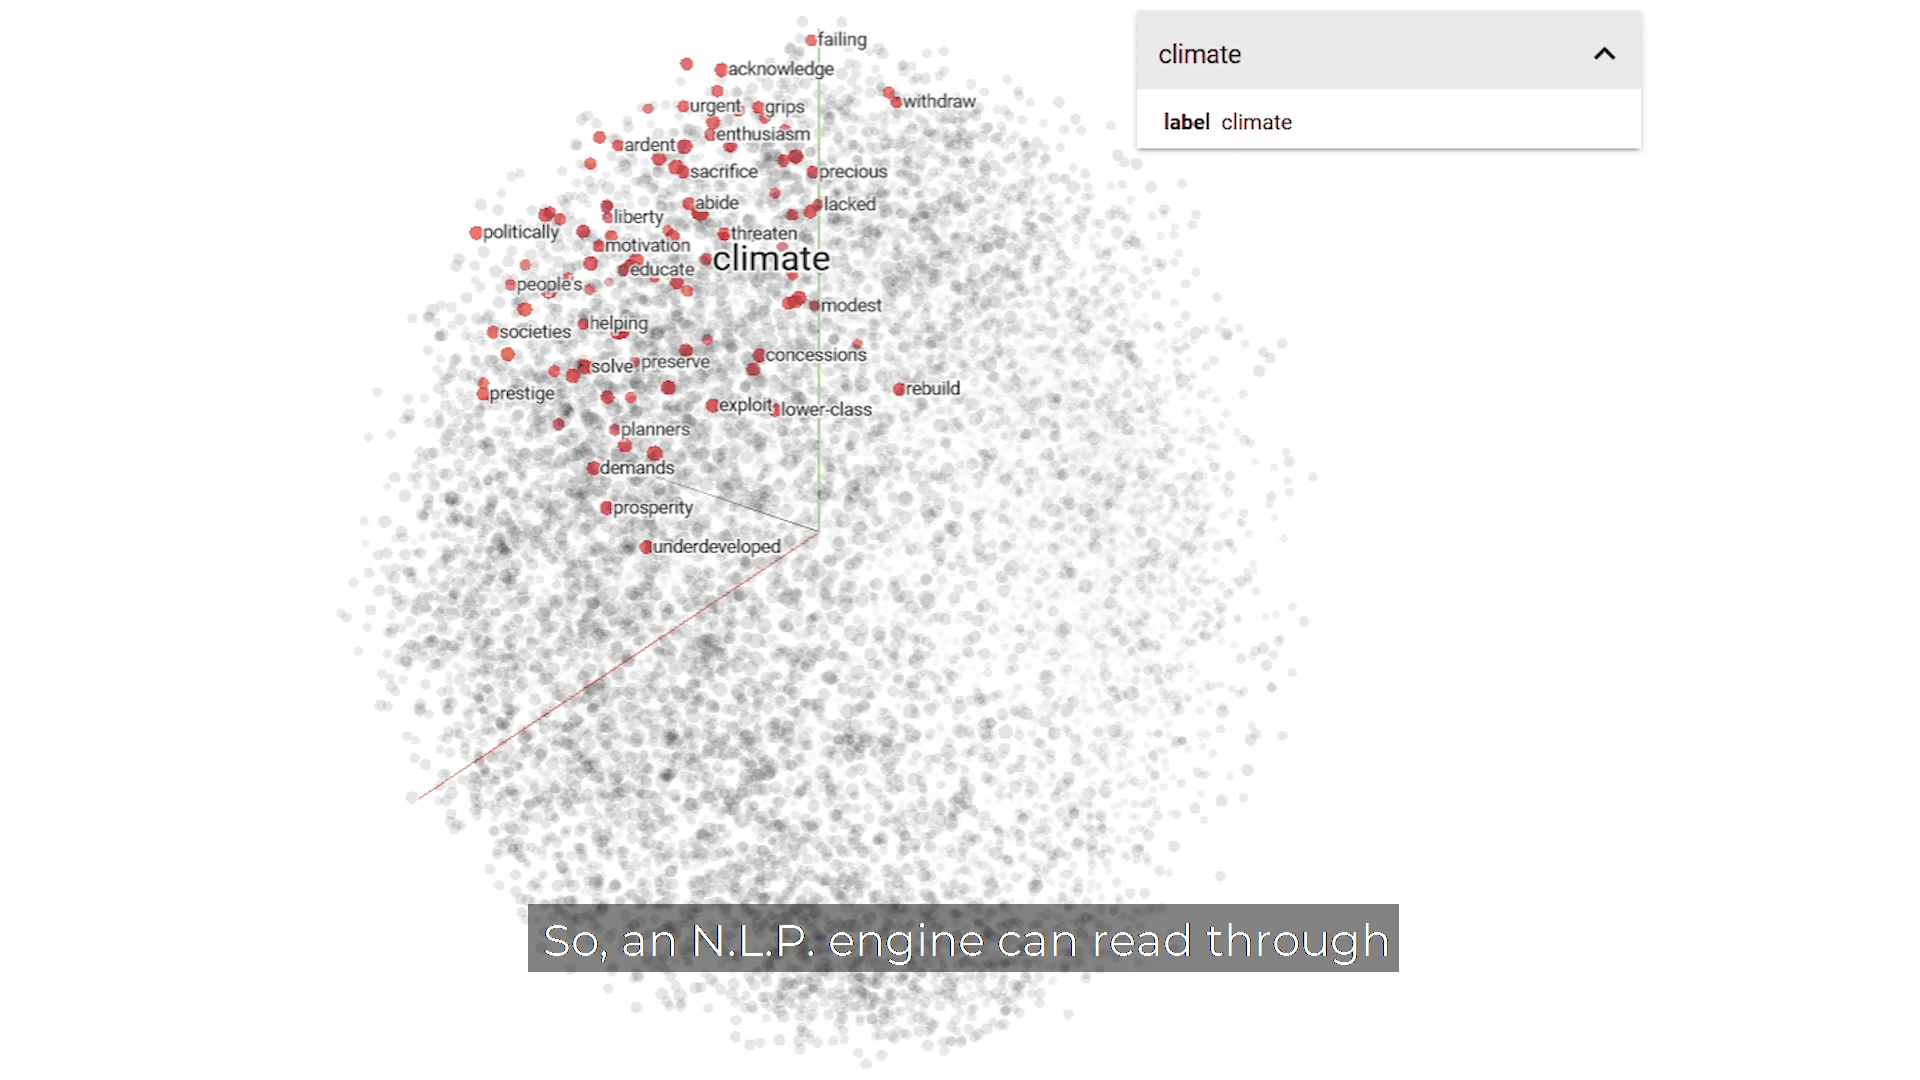 failing
acknowledge
urgent
grips
withdraw
enthusiasm
ardent
sacrifice
precious
abide
lacked
liberty
politically
threaten
motivation
climate
educate
people's
modest
helping
societies
concessions
solve
preserve
rebuild
prestige
exploit
lower-class
planners
demands
prosperity
underdeveloped
climate
label climate
So, an N.L.P. engine can read through